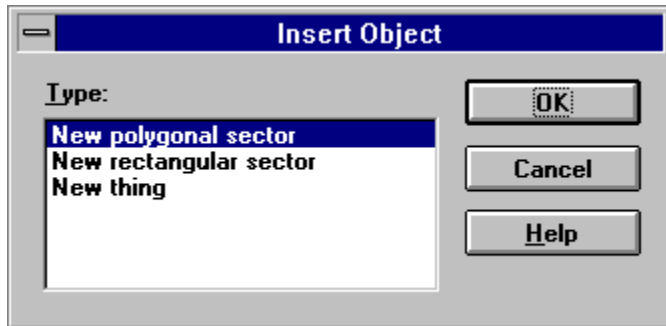 Insert Object
Type:
New polygonal sector
New rectangular sector
New thing
OK
Cancel
Help